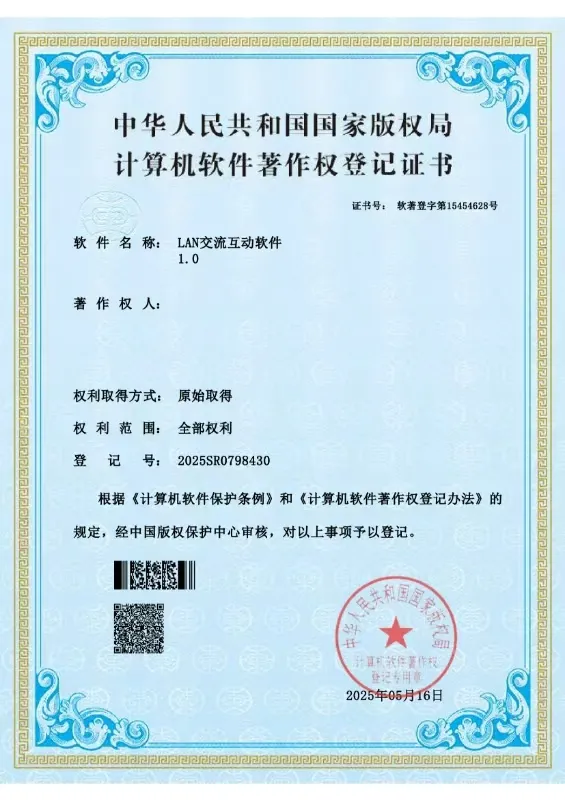 中华人民共和国国家版权局
计算机软件著作权登记证书
证书号： 软著登字第15454628号
软件名称： LAN交流互动软件
1.0
著作权人：
权利取得方式： 原始取得
权利范围： 全部权利
登记号： 2025SR0798430
根据《计算机软件保护条例》和《计算机软件著作权登记办法》的
规定，经中国版权保护中心审核，对以上事项予以登记。
中华人民共和国国家版权局
计算机软件著作权
登记专用章
2025年05月16日